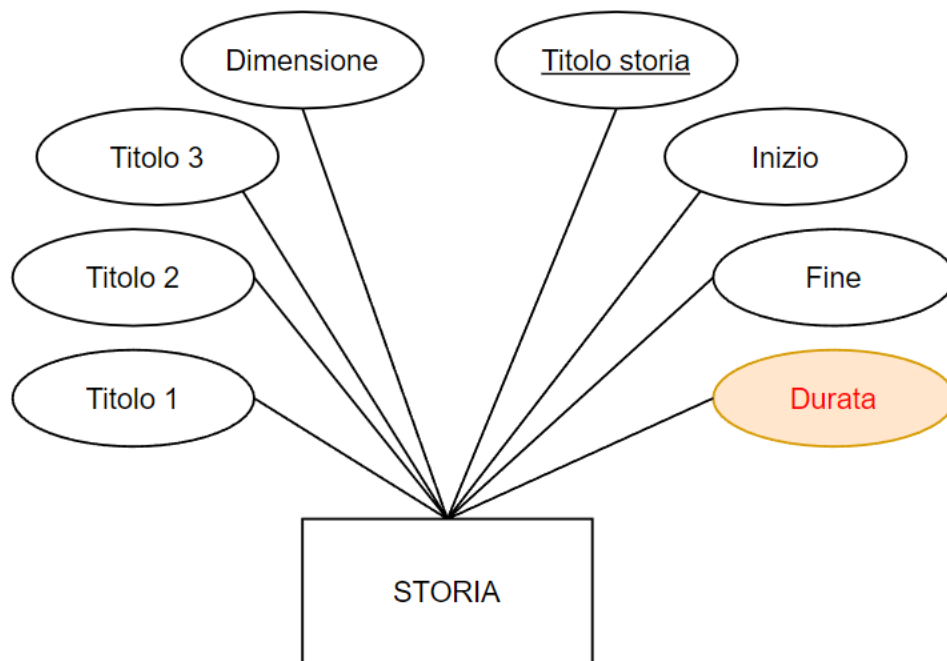 Dimensione
Titolo storia
Titolo 3
Inizio
Titolo 2
Fine
Titolo 1
Durata
STORIA